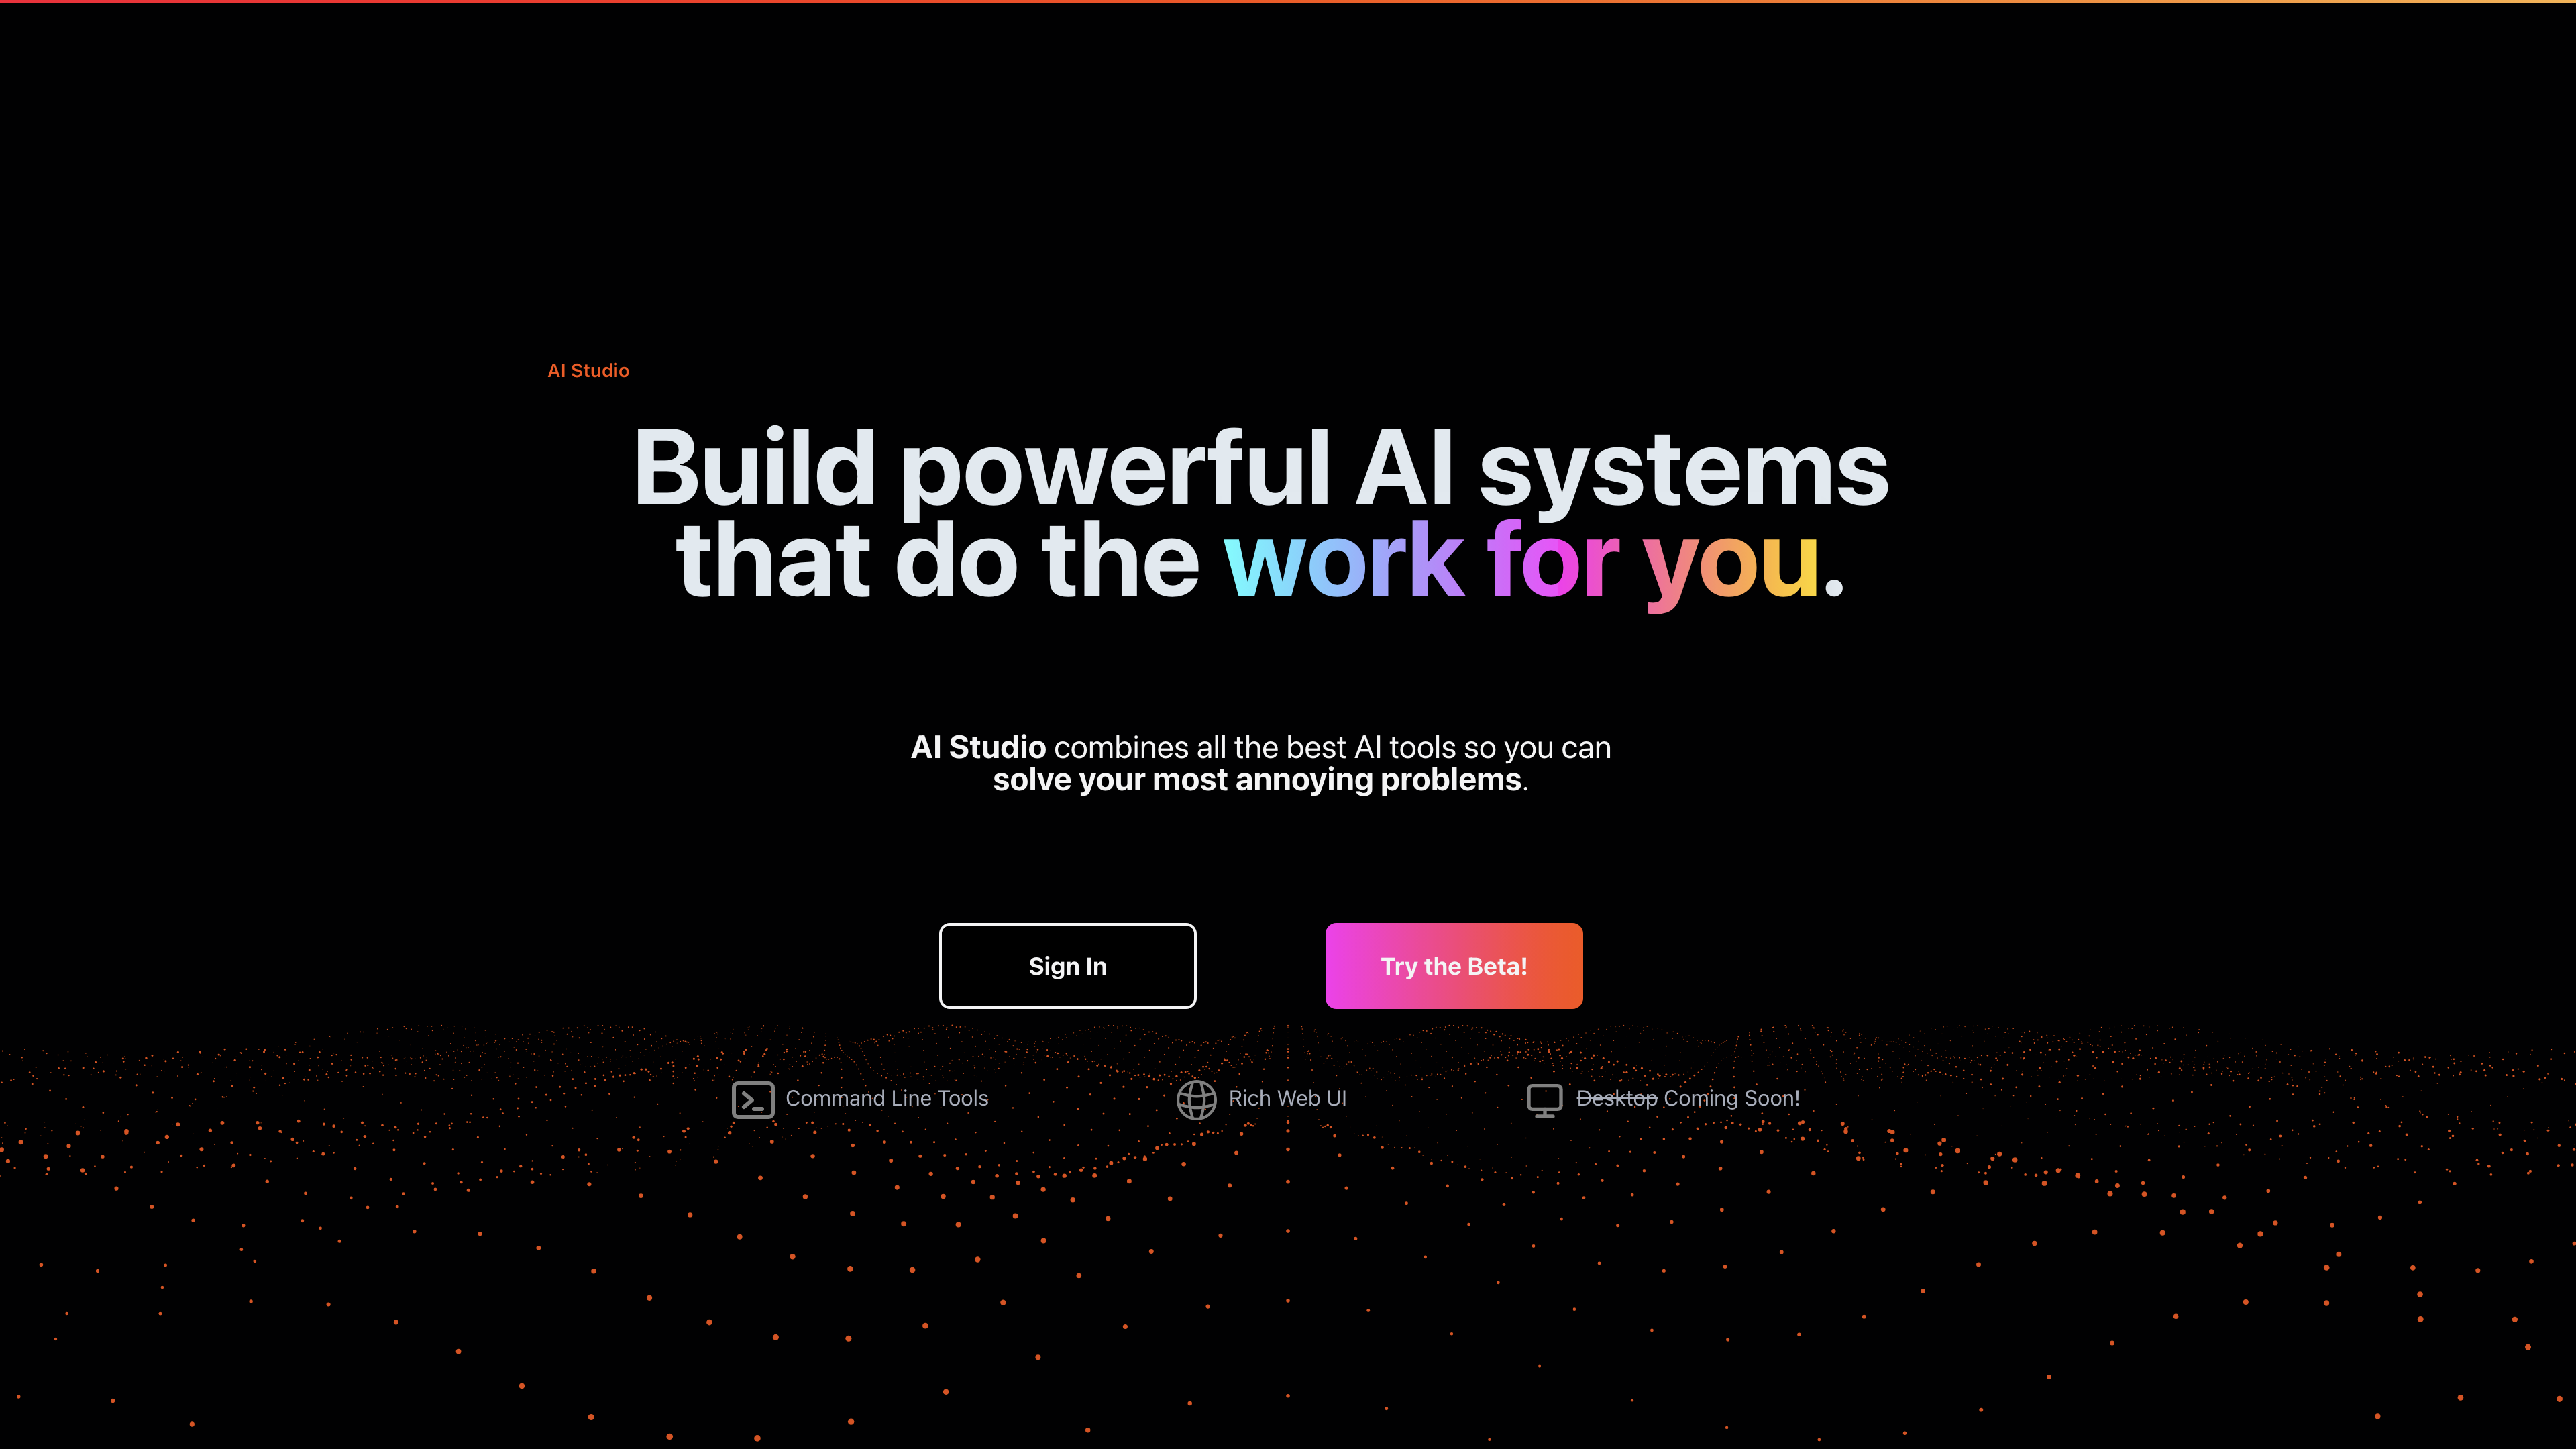 AI Studio
Build powerful AI systems
that do the work for you.
AI Studio combines all the best AI tools so you can
solve your most annoying problems.
Sign In
Try the Beta!
Command Line Tools
Rich Web UI
Desktop Coming Soon!